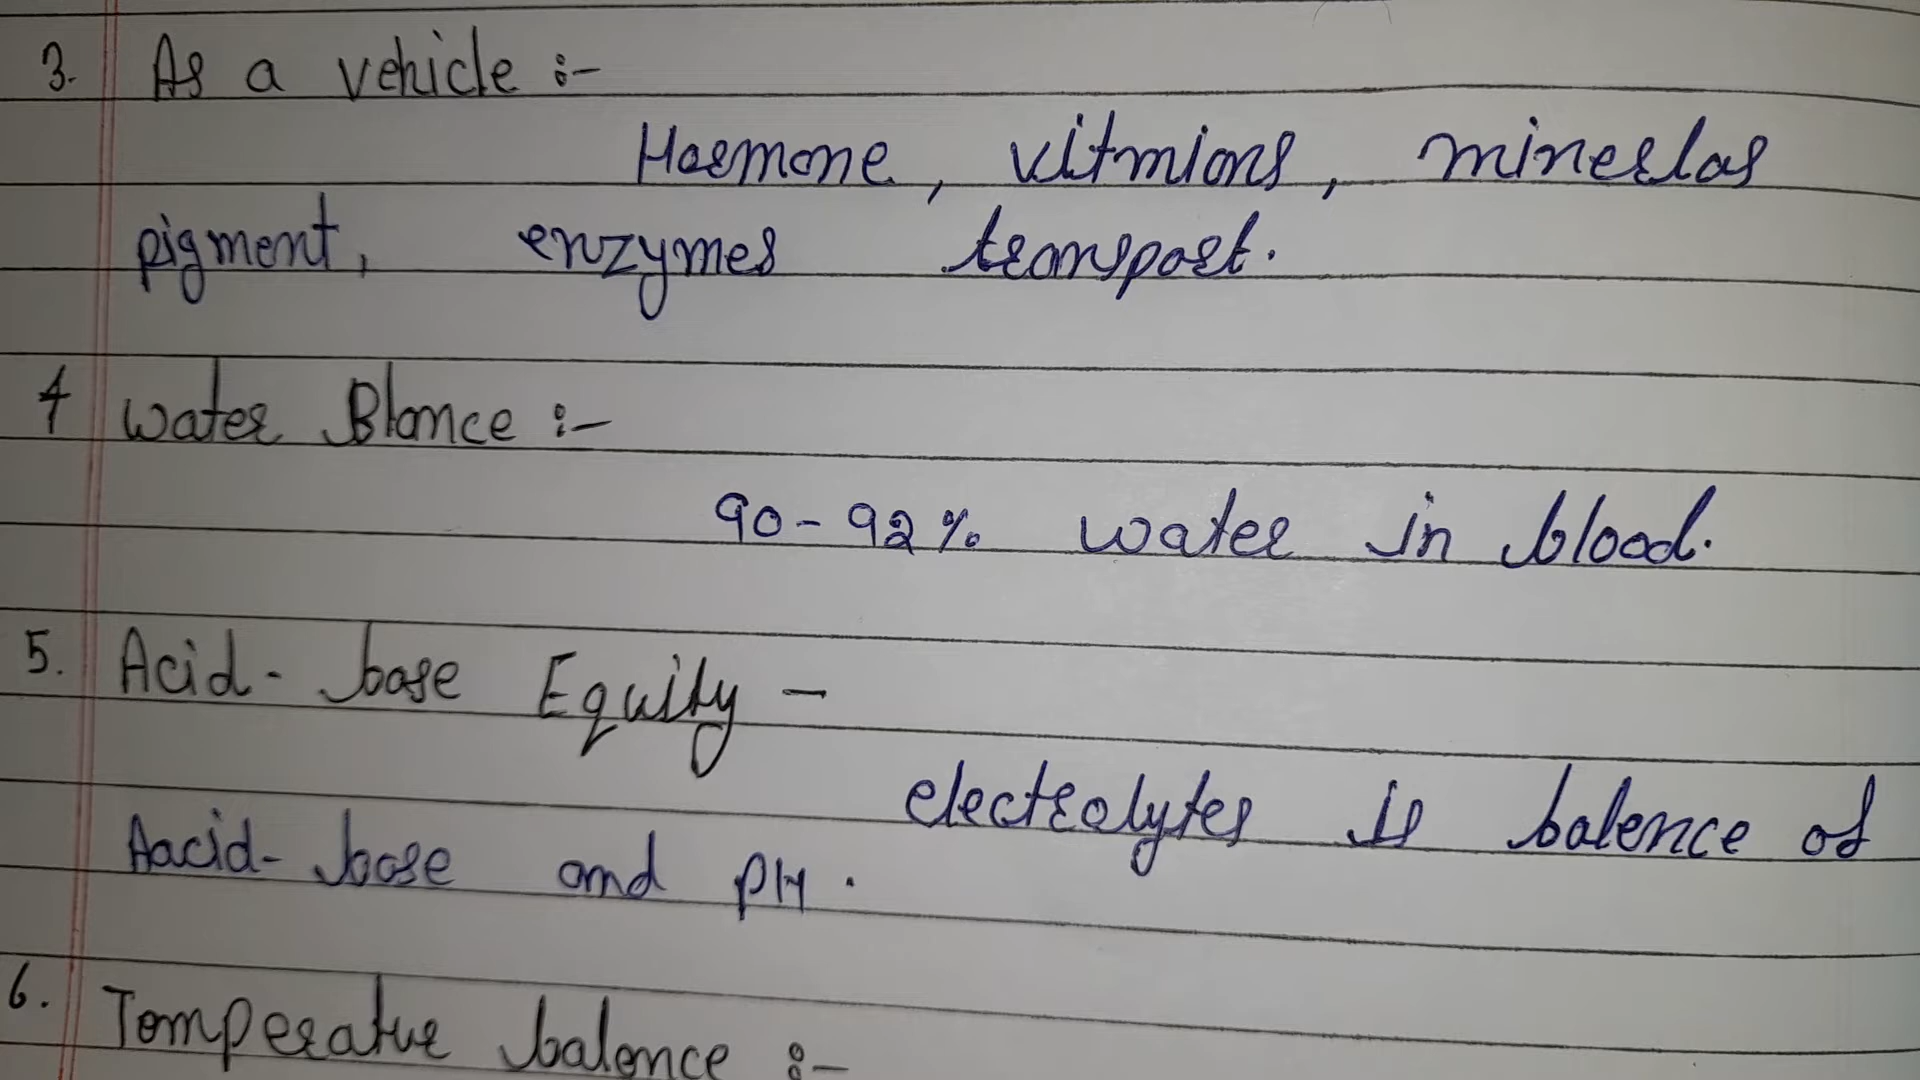 3. As a vehicle :-
Hormone, vitmions, minerlas
pigment, enzymes transport.
4 Water Blance :-
90-92% water in blood.
5. Acid-base Equity -
electrolytes is balence of
Aacid-base and pH.
6. Temperature balance :-